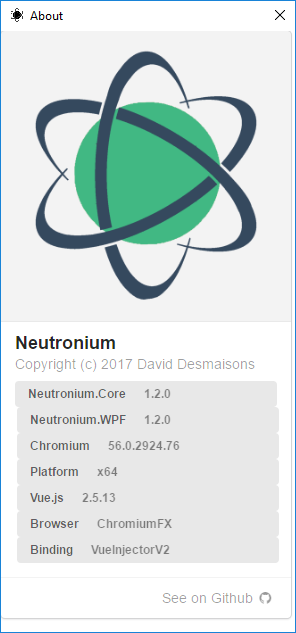 About
Neutronium
Copyright (c) 2017 David Desmaisons
Neutronium.Core 1.2.0
Neutronium.WPF 1.2.0
Chromium 56.0.2924.76
Platform x64
Vue.js 2.5.13
Browser ChromiumFX
Binding VueInjectorV2
See on Github